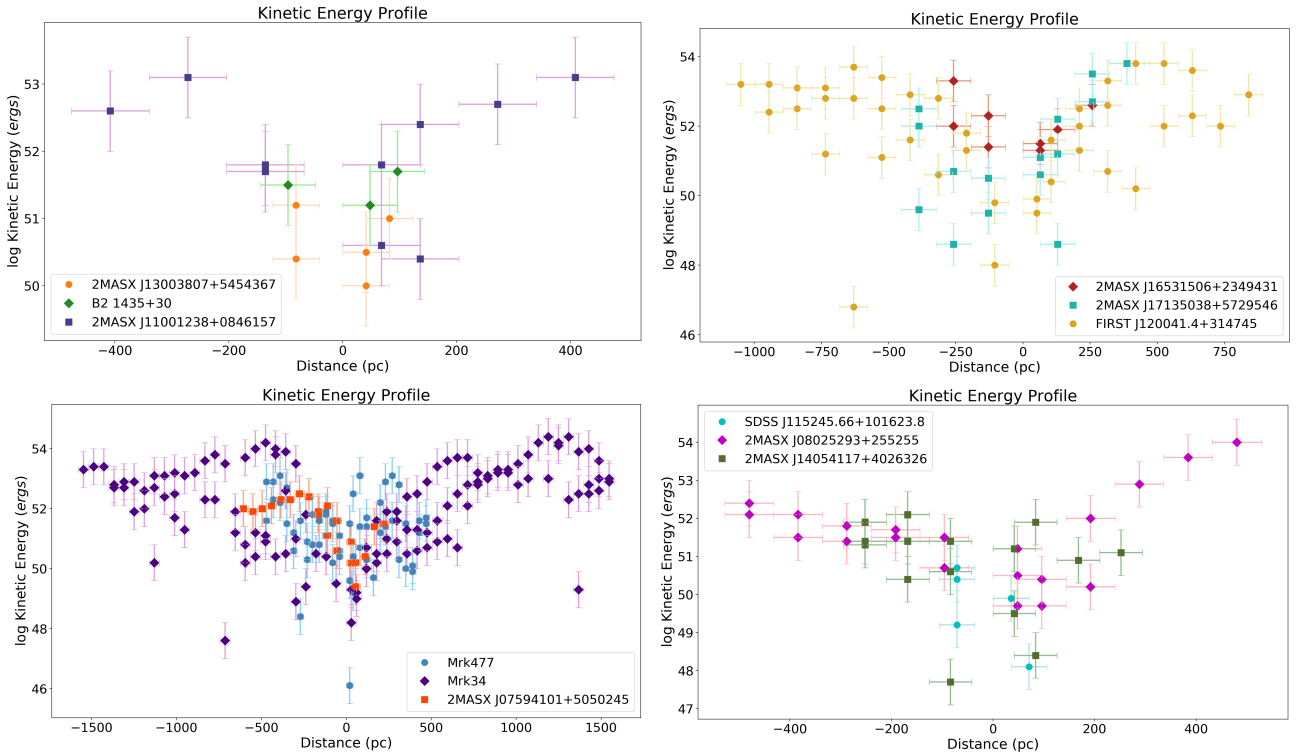 Kinetic Energy Profile
log Kinetic Energy (ergs)
53
52
51
50
2MASX J13003807+5454367
B2 1435+30
2MASX J11001238+0846157
−400 −200 0 200 400
Distance (pc)
Kinetic Energy Profile
log Kinetic Energy (ergs)
54
52
50
48
46
2MASX J16531506+2349431
2MASX J17135038+5729546
FIRST J120041.4+314745
−1000 −750 −500 −250 0 250 500 750
Distance (pc)
Kinetic Energy Profile
log Kinetic Energy (ergs)
54
52
50
48
46
Mrk477
Mrk34
2MASX J07594101+5050245
−1500 −1000 −500 0 500 1000 1500
Distance (pc)
Kinetic Energy Profile
log Kinetic Energy (ergs)
54
53
52
51
50
49
48
47
SDSS J115245.66+101623.8
2MASX J08025293+255255
2MASX J14054117+4026326
−400 −200 0 200 400
Distance (pc)